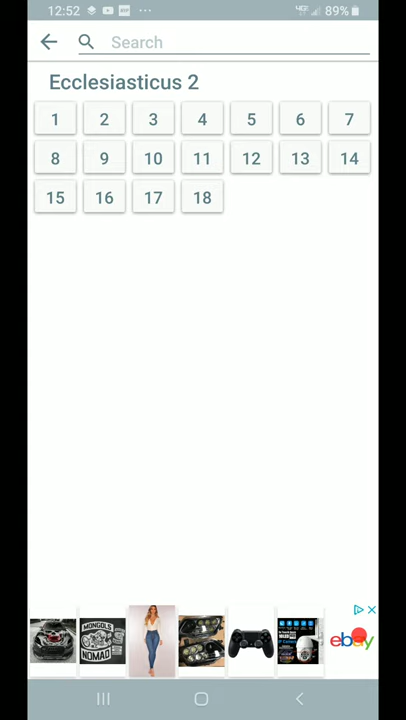 12:52 89%
Search
Ecclesiasticus 2
1 2 3 4 5 6 7
8 9 10 11 12 13 14
15 16 17 18
MONGOLS
NOMAD
ebay